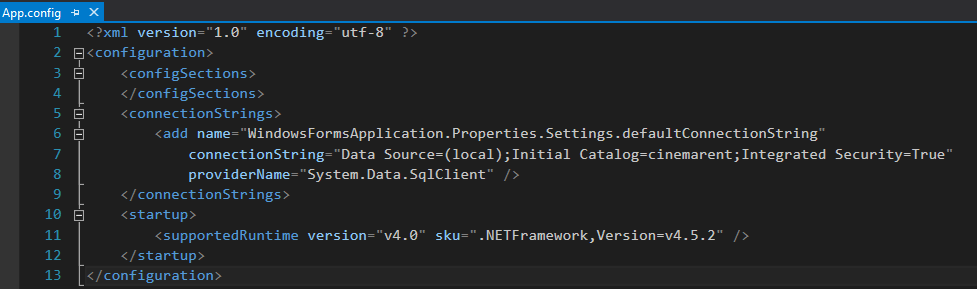 App.config
1 <?xml version="1.0" encoding="utf-8" ?>
2 <configuration>
3 <configSections>
4 </configSections>
5 <connectionStrings>
6 <add name="WindowsFormsApplication.Properties.Settings.defaultConnectionString"
7 connectionString="Data Source=(local);Initial Catalog=cinemarent;Integrated Security=True"
8 providerName="System.Data.SqlClient" />
9 </connectionStrings>
10 <startup>
11 <supportedRuntime version="v4.0" sku=".NETFramework,Version=v4.5.2" />
12 </startup>
13 </configuration>